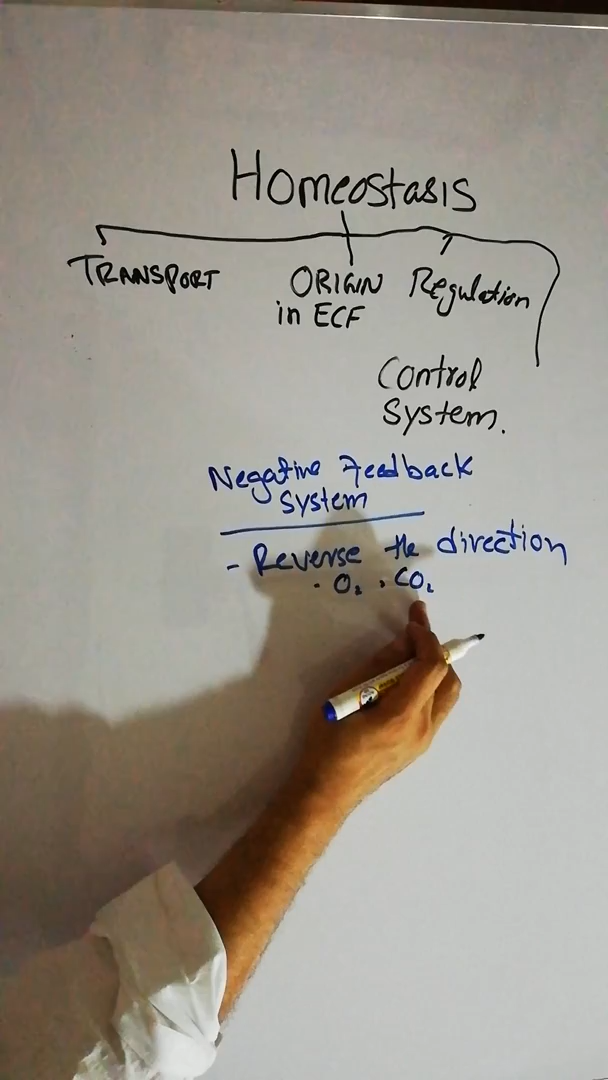 Homeostasis
TRANSPORT
ORIGIN
in ECF
Regulation
Control
System.
Negative Feedback
System
- Reverse the direction
· O₂ , CO₂